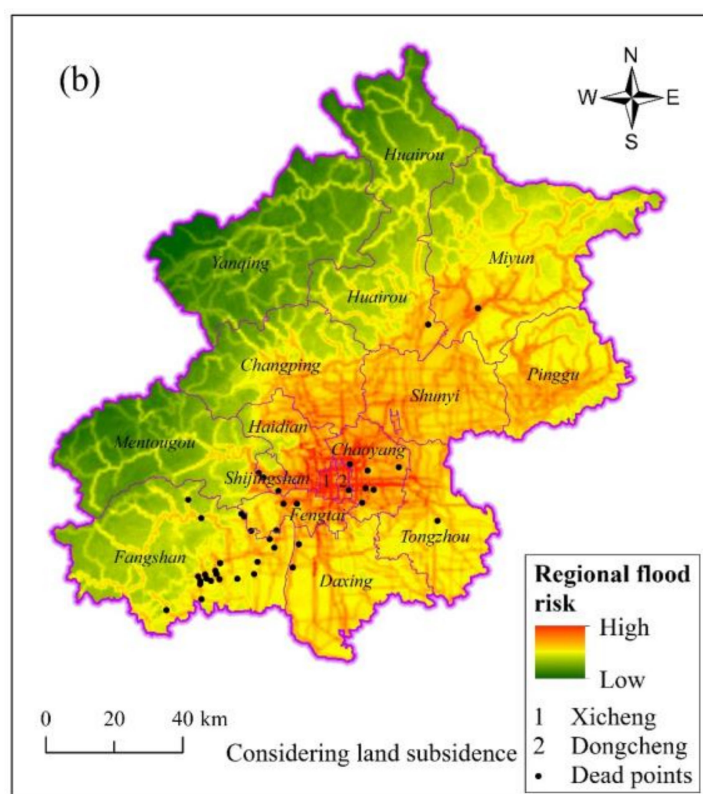 (b)
N
W E
S
Huairou
Miyun
Yanqing
Huairou
Changping
Pinggu
Shunyi
Haidian
Mentougou
Chaoyang
Shijingshan
1 2
Fengtai
Tongzhou
Fangshan
Daxing
Regional flood
risk
High
Low
1 Xicheng
2 Dongcheng
Dead points
0 20 40 km
Considering land subsidence